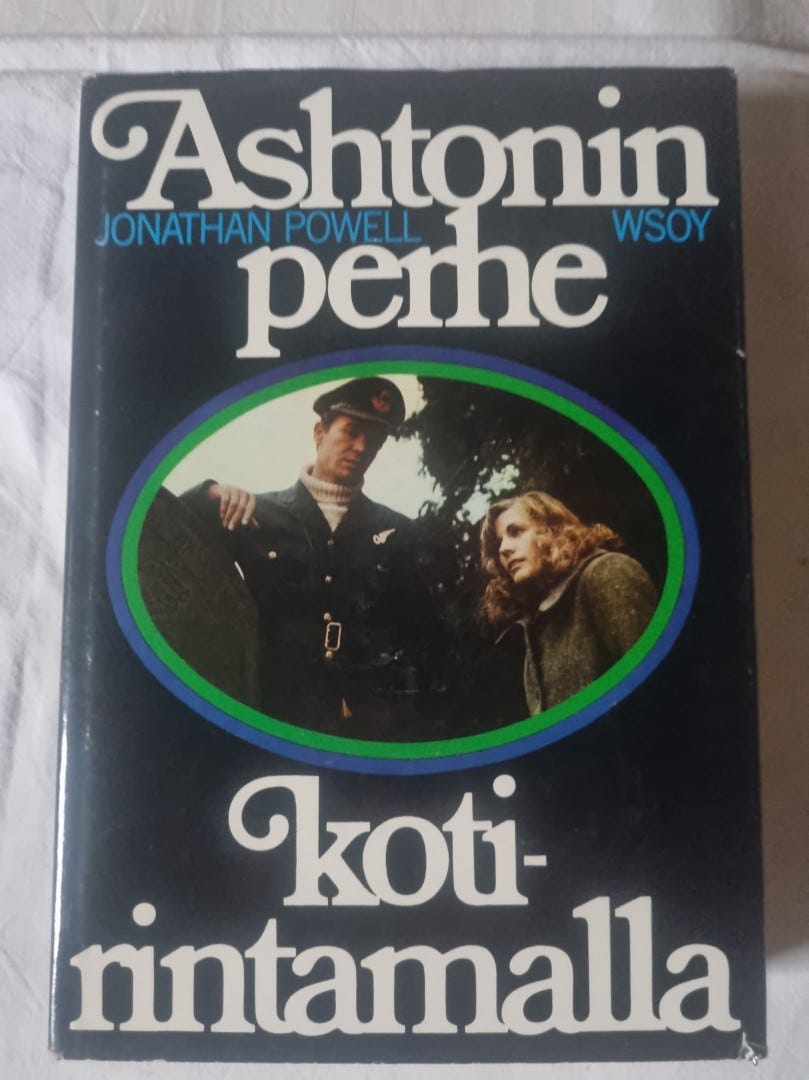 Ashtonin
JONATHAN POWELL WSOY
perhe
koti-
rintamalla